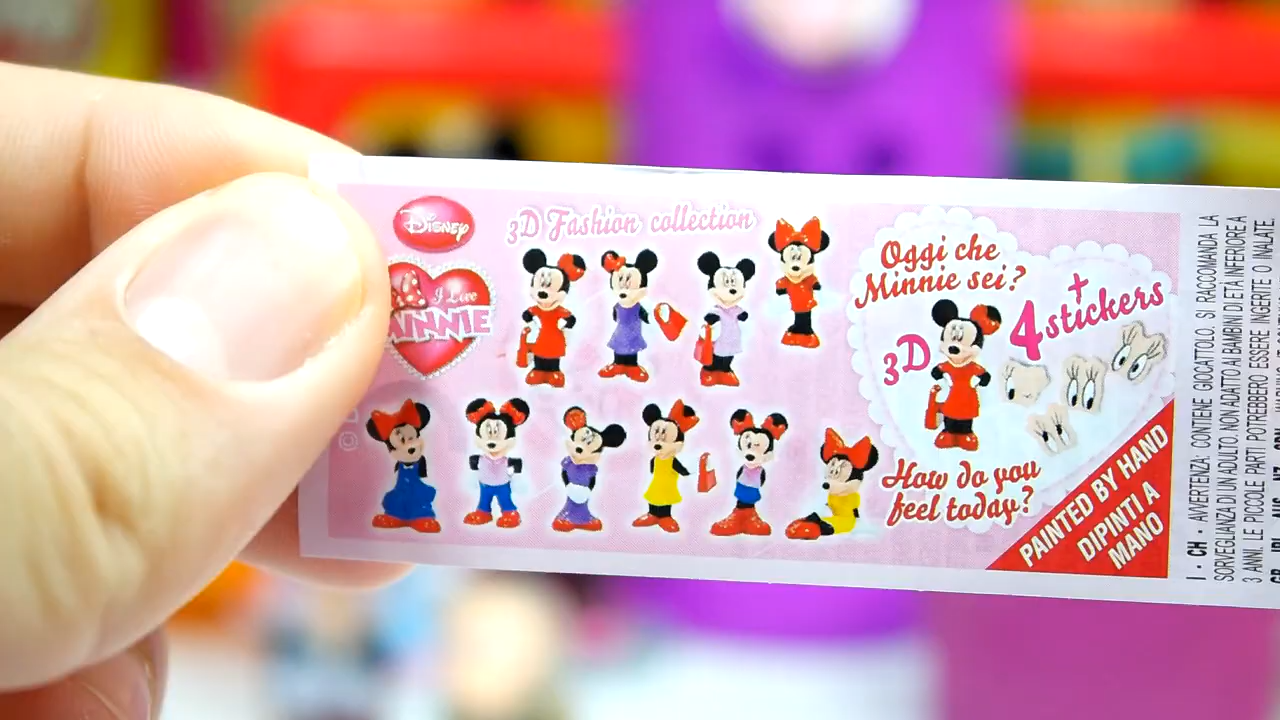 Disney
I Love
MINNIE
3D Fashion collection
Oggi che
Minnie sei?
3D
+
4 stickers
How do you
feel today?
PAINTED BY HAND
DIPINTI A
MANO
I - CH - AVVERTENZA: CONTIENE GIOCATTOLO. SI RACCOMANDA LA
SORVEGLIANZA DI UN ADULTO. NON ADATTO AI BAMBINI DI ETÀ INFERIORE A
3 ANNI. LE PICCOLE PARTI POTREBBERO ESSERE INGERITE O INALATE.